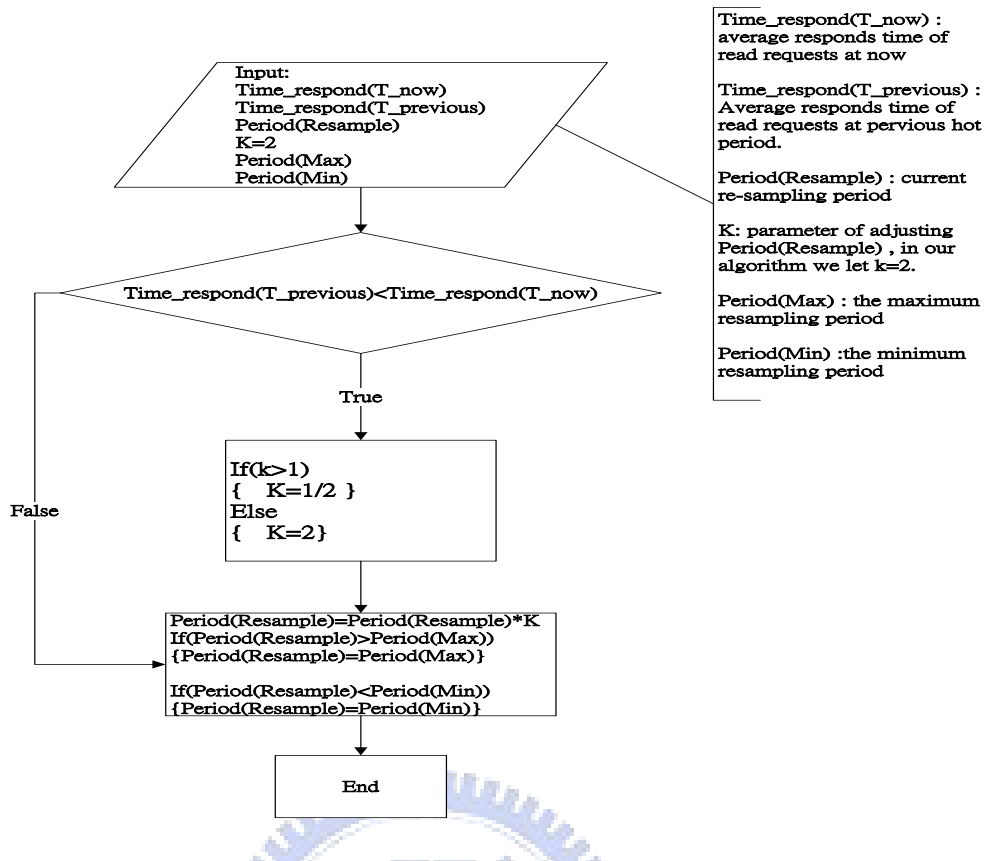 Input:
Time_respond(T_now)
Time_respond(T_previous)
Period(Resample)
K=2
Period(Max)
Period(Min)
Time_respond(T_now) :
average responds time of
read requests at now
Time_respond(T_previous) :
Average responds time of
read requests at pervious hot
period.
Period(Resample) : current
re-sampling period
K: parameter of adjusting
Period(Resample) , in our
algorithm we let k=2.
Period(Max) : the maximum
resampling period
Period(Min) :the minimum
resampling period
Time_respond(T_previous)<Time_respond(T_now)
True
False
If(k>1)
{ K=1/2 }
Else
{ K=2}
Period(Resample)=Period(Resample)*K
If(Period(Resample)>Period(Max))
{Period(Resample)=Period(Max)}
If(Period(Resample)<Period(Min))
{Period(Resample)=Period(Min)}
End